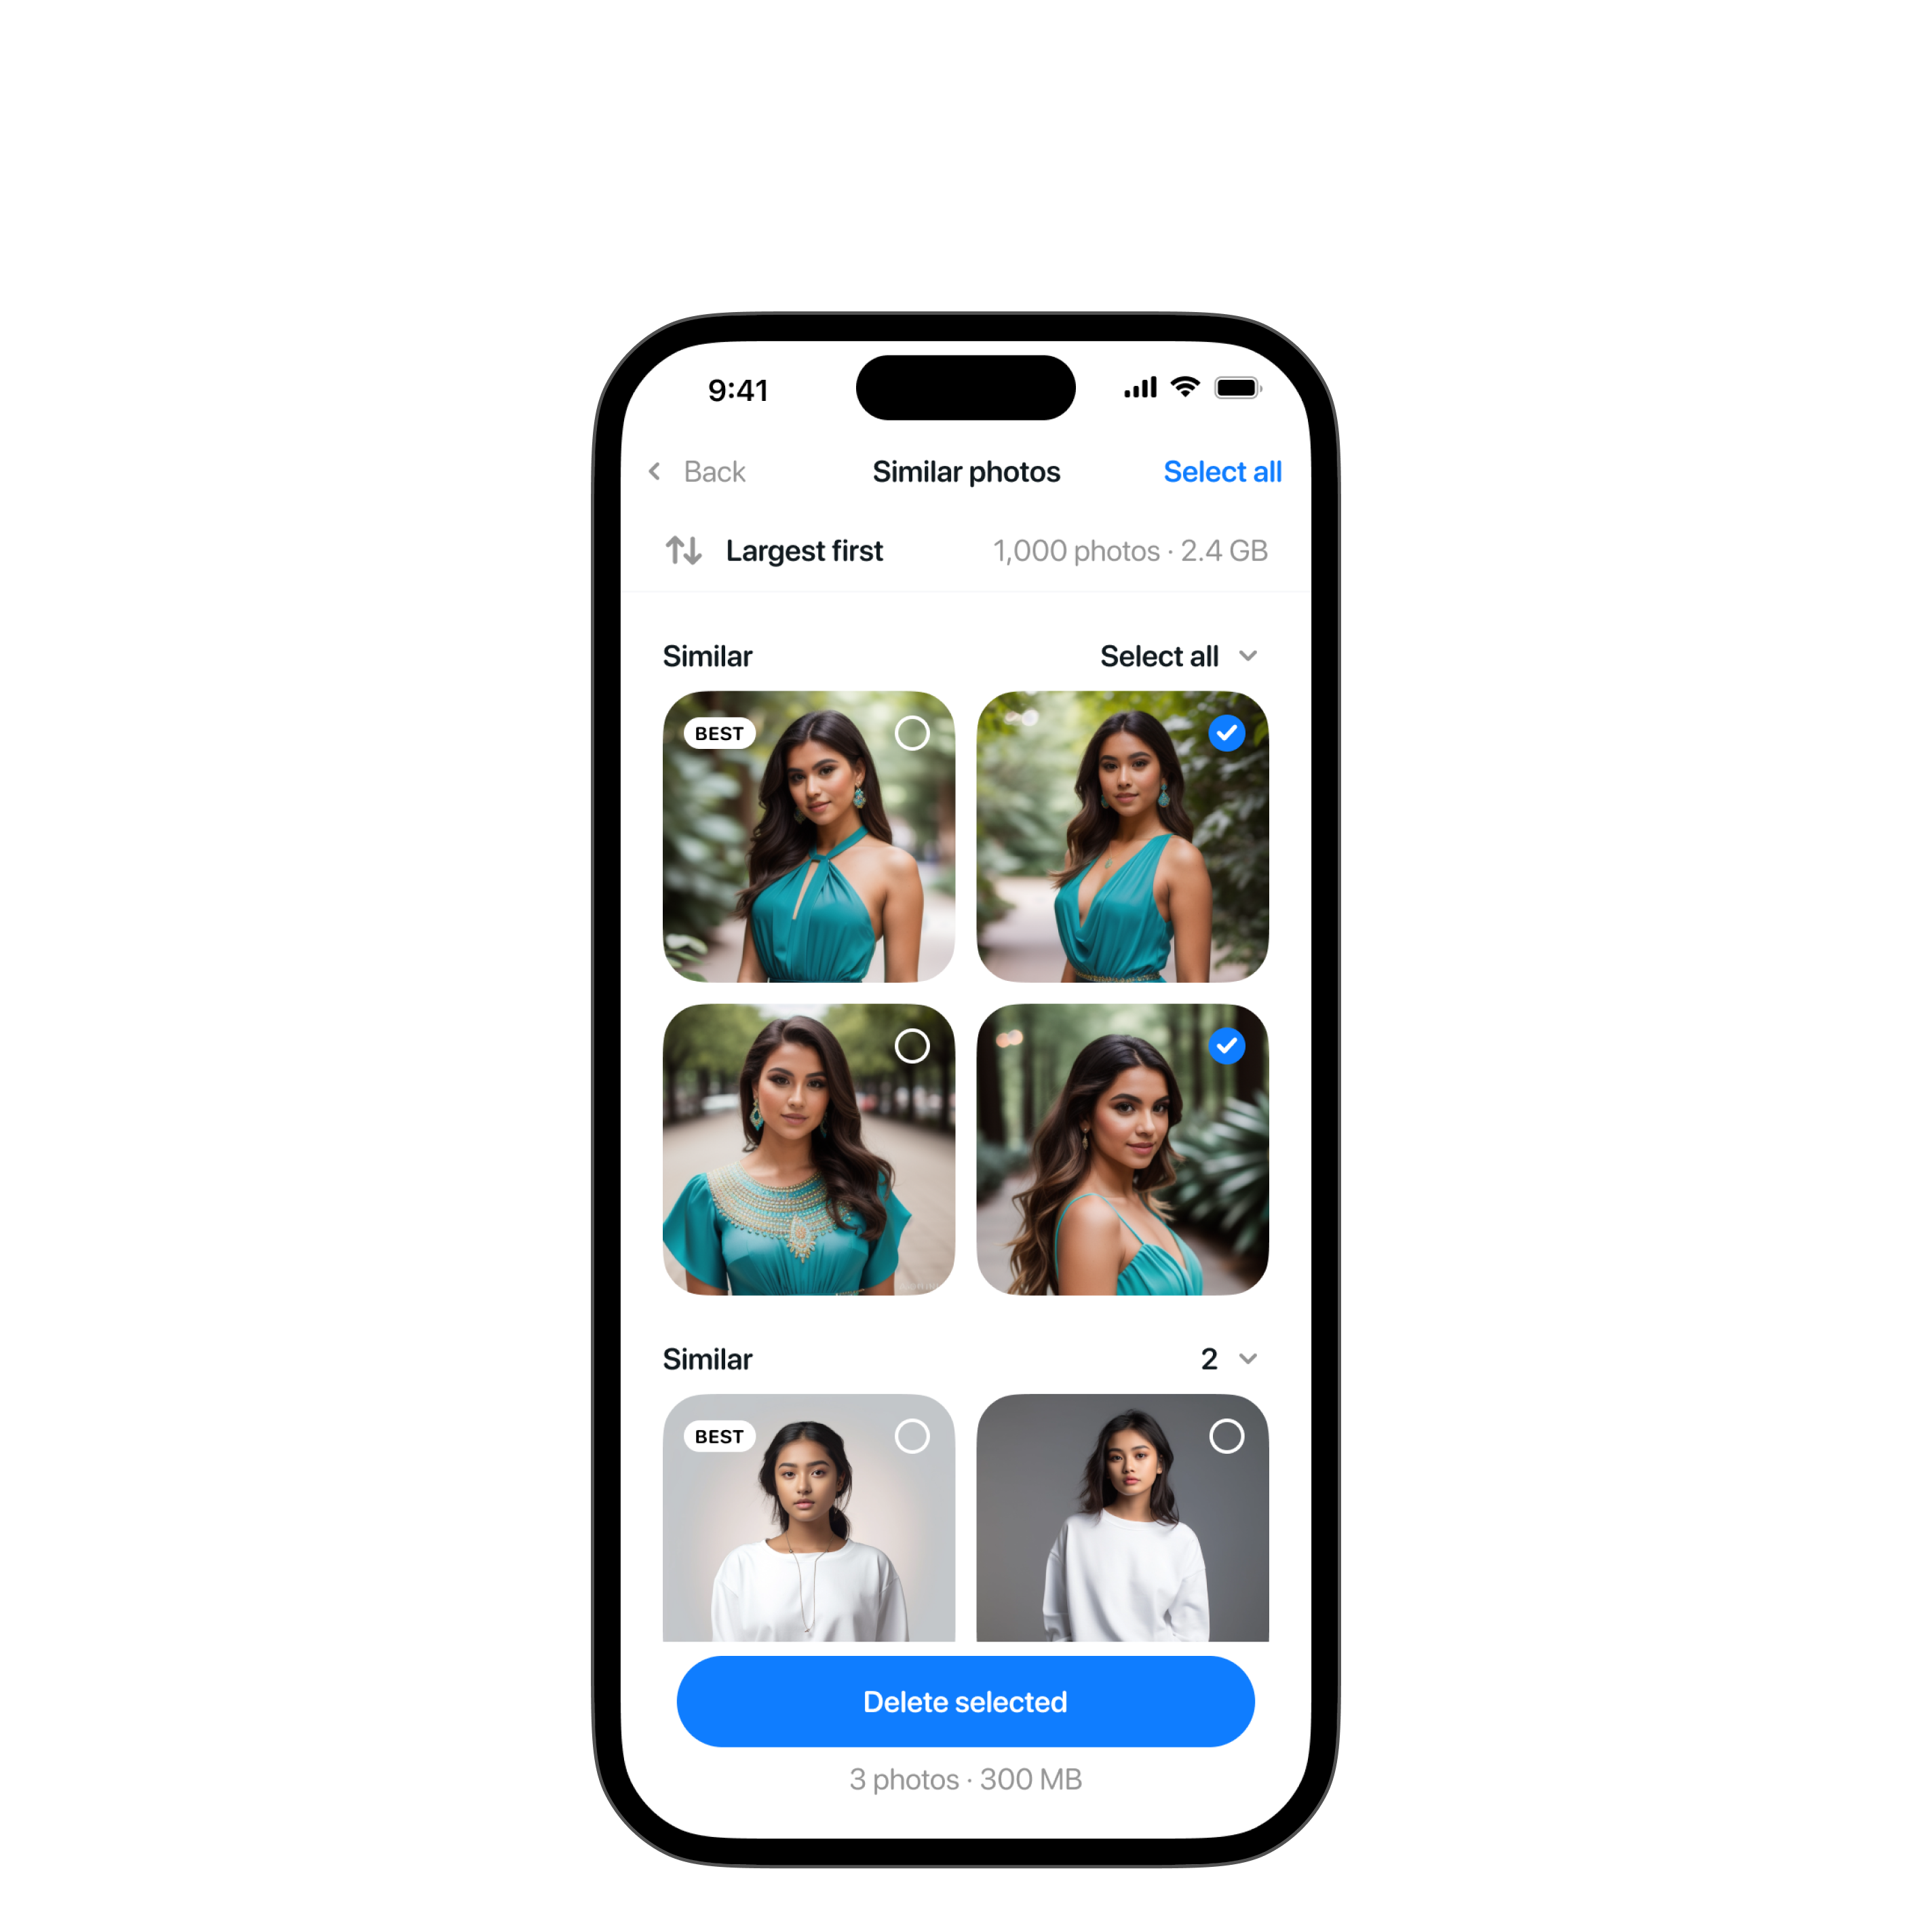 9:41
Back
Similar photos
Select all
Largest first
1,000 photos · 2.4 GB
Similar
Select all
BEST
Similar
2
BEST
Delete selected
3 photos · 300 MB